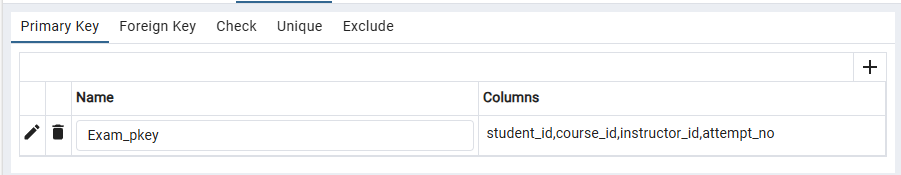 Primary Key Foreign Key Check Unique Exclude
Name Columns
Exam_pkey student_id,course_id,instructor_id,attempt_no